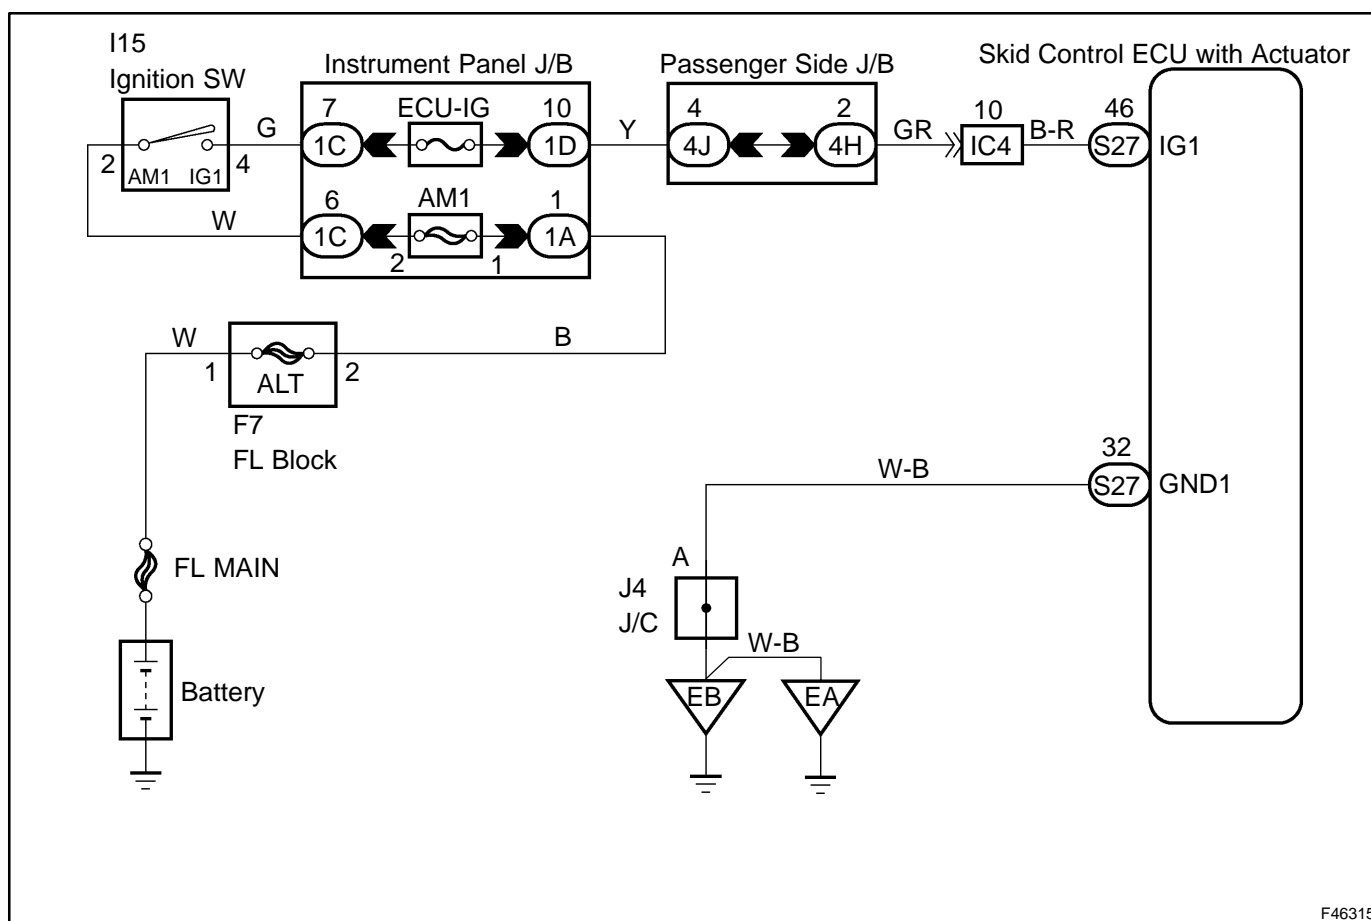 I15
Ignition SW
Instrument Panel J/B
Passenger Side J/B
Skid Control ECU with Actuator
7
ECU-IG
10
4
2
10
46
G
1C
1D
Y
4J
4H
GR
IC4
B-R
S27
IG1
2
AM1
IG1
4
6
AM1
1
W
1C
1A
2
1
W
B
1
ALT
2
F7
FL Block
32
W-B
S27
GND1
FL MAIN
A
J4
J/C
W-B
Battery
EB
EA
F46315